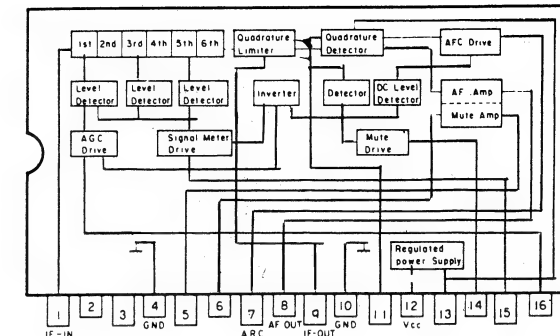 1st 2nd 3rd 4th 5th 6th
Quadrature
Limiter
Quadrature
Detector
AFC Drive
Level
Detector
Level
Detector
Level
Detector
Inverter
Detector
DC Level
Detector
AF .Amp
Mute Amp
AGC
Drive
Signal Meter
Drive
Mute
Drive
Regulated
power Supply
1 2 3 4 5 6 7 8 9 10 11 12 13 14 15 16
IF-IN
GND
AF OUT
IF-OUT
GND
Vcc